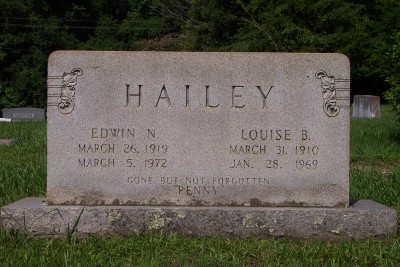 HAILEY
EDWIN N.
MARCH 26, 1919
MARCH 5, 1972
LOUISE B.
MARCH 31, 1910
JAN. 28, 1969
GONE BUT NOT FORGOTTEN
"PENNY"